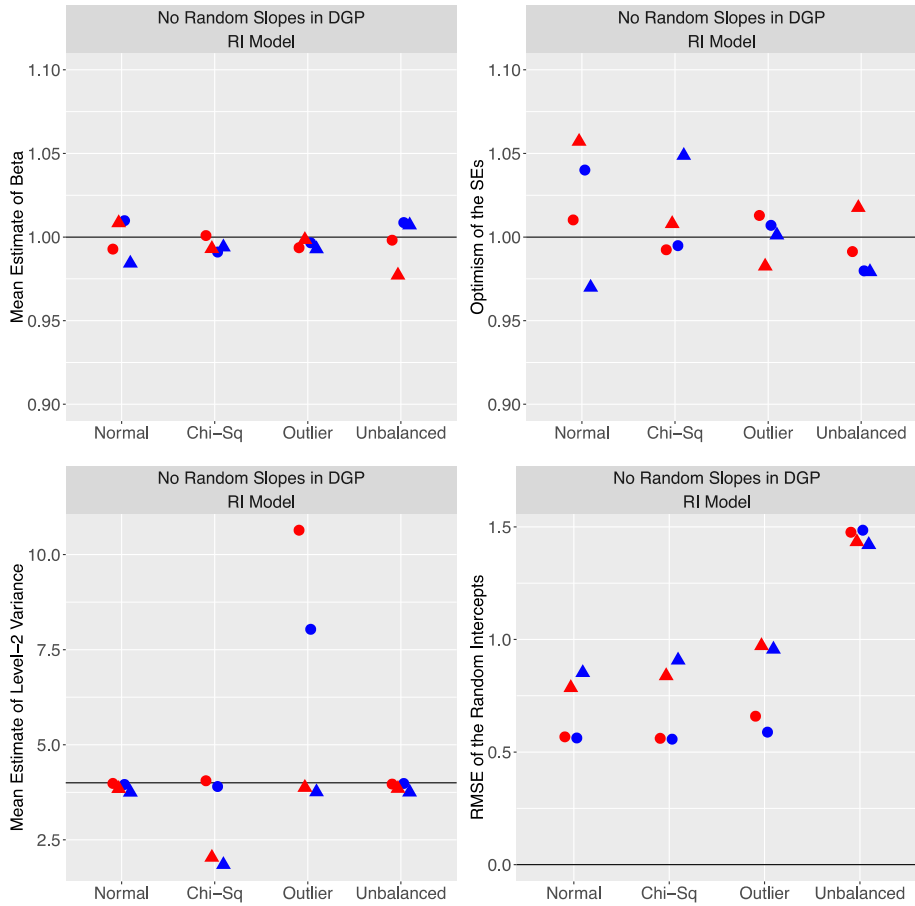 No Random Slopes in DGP
RI Model
Mean Estimate of Beta
1.10
1.05
1.00
0.95
0.90
Normal Chi−Sq Outlier Unbalanced
No Random Slopes in DGP
RI Model
Optimism of the SEs
1.10
1.05
1.00
0.95
0.90
Normal Chi−Sq Outlier Unbalanced
No Random Slopes in DGP
RI Model
Mean Estimate of Level−2 Variance
10.0
7.5
5.0
2.5
Normal Chi−Sq Outlier Unbalanced
No Random Slopes in DGP
RI Model
RMSE of the Random Intercepts
1.5
1.0
0.5
0.0
Normal Chi−Sq Outlier Unbalanced